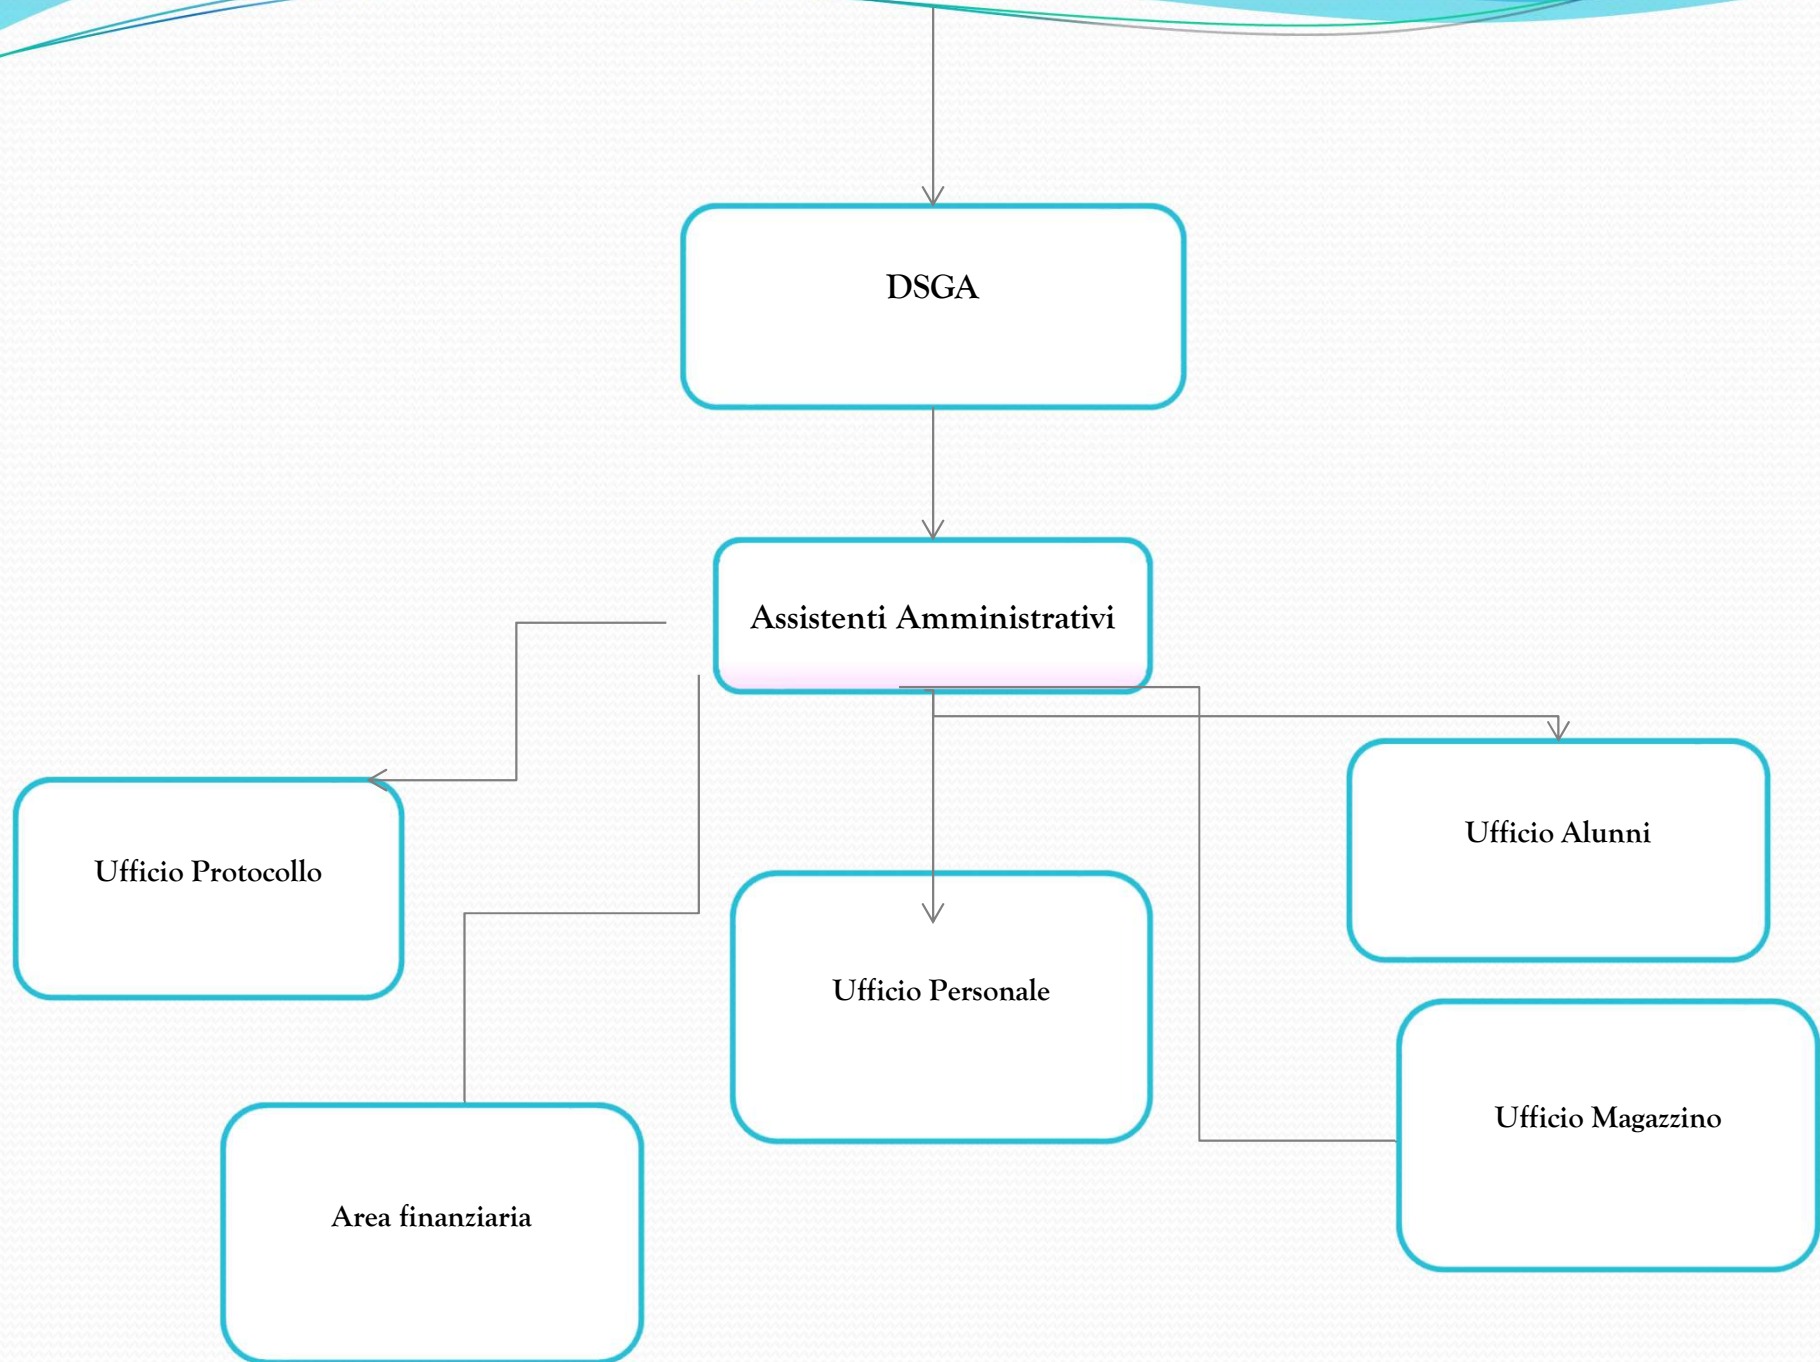 DSGA
Assistenti Amministrativi
Ufficio Alunni
Ufficio Protocollo
Ufficio Personale
Ufficio Magazzino
Area finanziaria